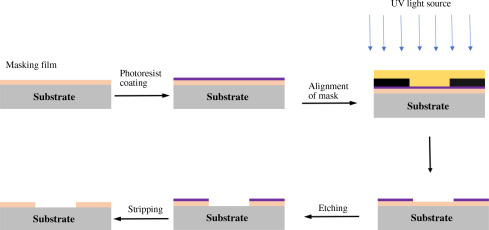 UV light source
Masking film
Photoresist
coating
Alignment
of mask
Substrate
Substrate
Substrate
Stripping
Etching
Substrate
Substrate
Substrate